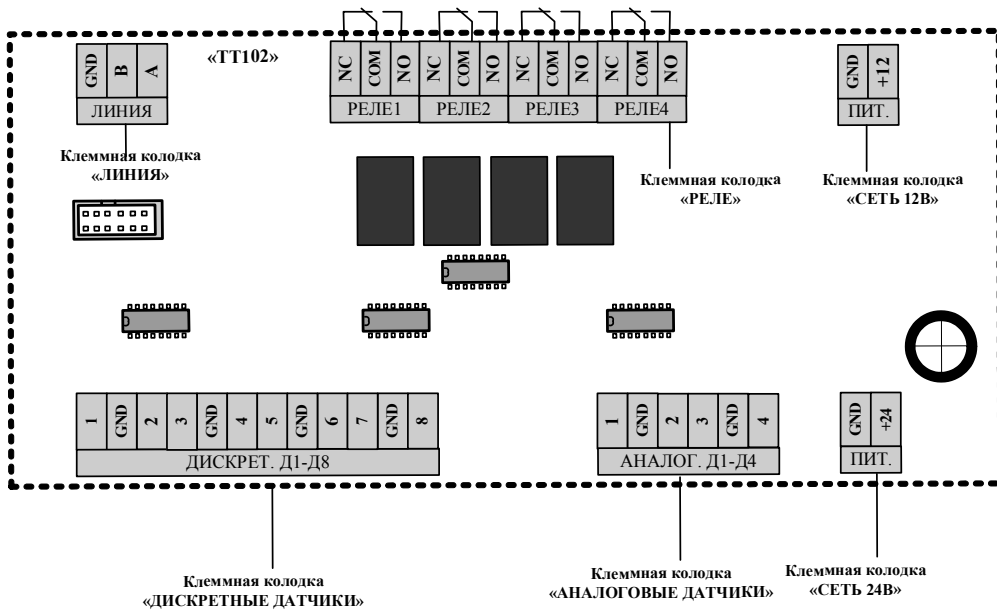 «ТТ102»
GND B A
ЛИНИЯ
NC COM NO NC COM NO NC COM NO NC COM NO
РЕЛЕ1 РЕЛЕ2 РЕЛЕ3 РЕЛЕ4
GND +12
ПИТ.
Клеммная колодка
«ЛИНИЯ»
Клеммная колодка
«РЕЛЕ»
Клеммная колодка
«СЕТЬ 12В»
1 GND 2 3 GND 4 5 GND 6 7 GND 8
ДИСКРЕТ. Д1-Д8
1 GND 2 3 GND 4
АНАЛОГ. Д1-Д4
GND +24
ПИТ.
Клеммная колодка
«ДИСКРЕТНЫЕ ДАТЧИКИ»
Клеммная колодка
«АНАЛОГОВЫЕ ДАТЧИКИ»
Клеммная колодка
«СЕТЬ 24В»